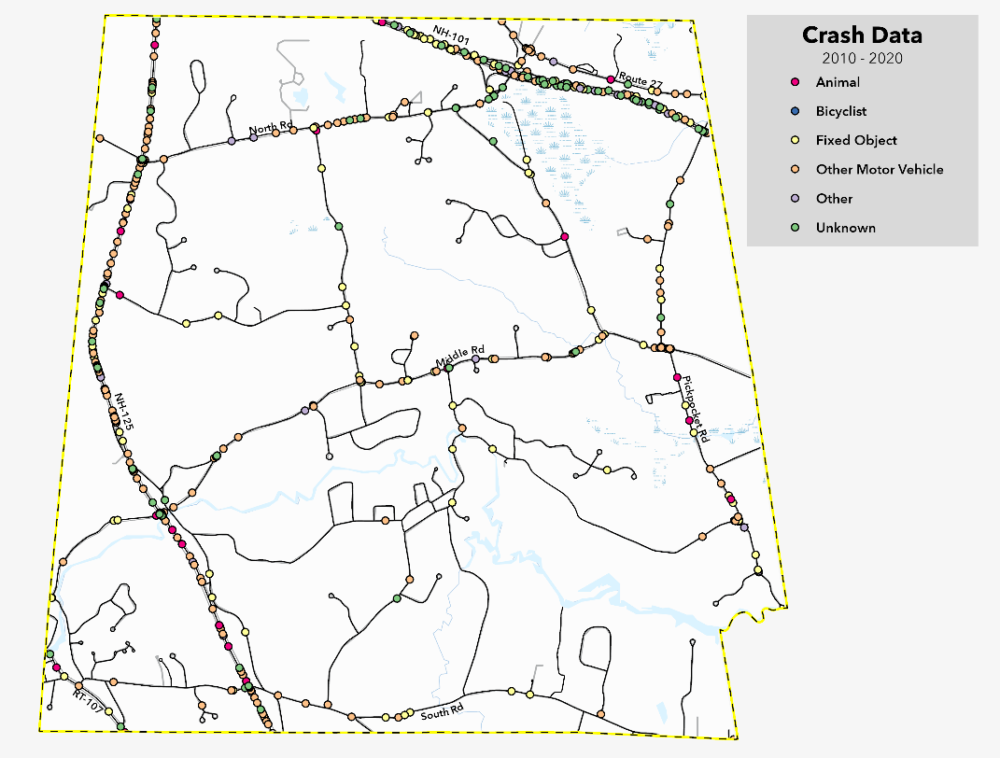 NH-101
Crash Data
2010 - 2020
Animal
Bicyclist
Fixed Object
Other Motor Vehicle
Other
Unknown
Route 27
North Rd
Middle Rd
Pickpocket Rd
NH-125
RT-107
South Rd